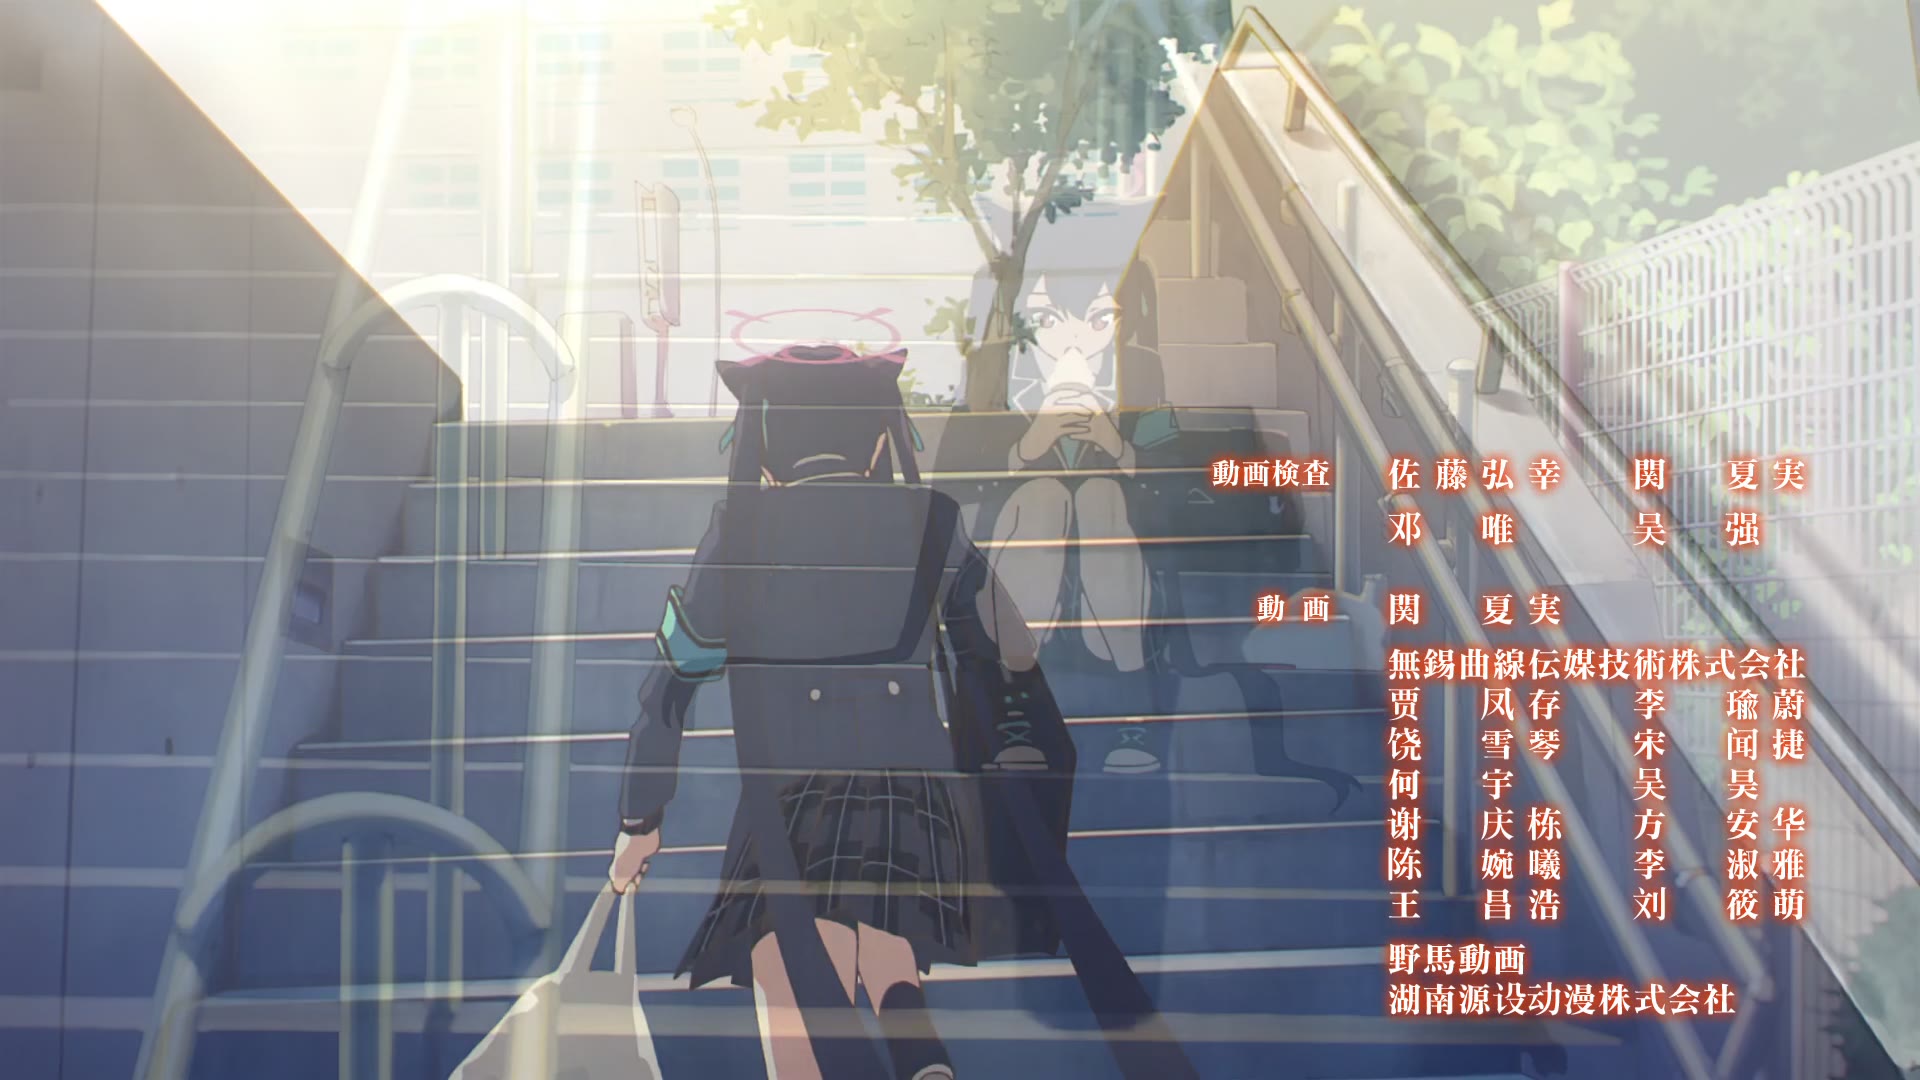 動画検査 佐藤弘幸 関 夏実
邓 唯 吴 强
動画 関 夏実
無錫曲線伝媒技術株式会社
贾 凤存 李 瑜蔚
饶 雪琴 宋 闻捷
何 宇 吴 昊
谢 庆栋 方 安华
陈 婉曦 李 淑雅
王 昌浩 刘 筱萌
野馬動画
湖南源设动漫株式会社